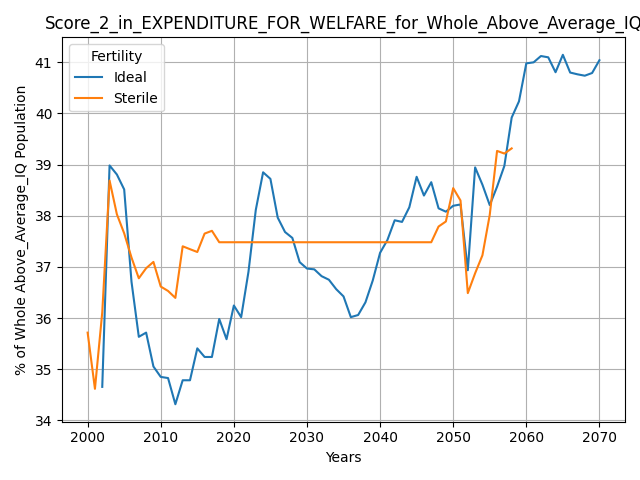 Score_2_in_EXPENDITURE_FOR_WELFARE_for_Whole_Above_Average_IQ
Fertility
Ideal
Sterile
% of Whole Above_Average_IQ Population
41
40
39
38
37
36
35
34
2000 2010 2020 2030 2040 2050 2060 2070
Years